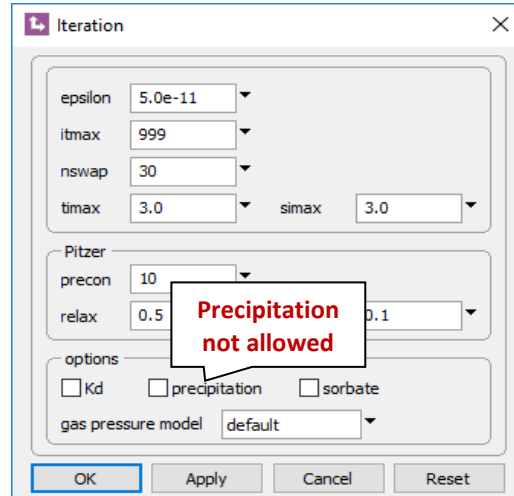 Iteration
epsilon 5.0e-11
itmax 999
nswap 30
timax 3.0 simax 3.0
Pitzer
precon 10
relax 0.5 0.1
Precipitation
not allowed
options
Kd precipitation sorbate
gas pressure model default
OK Apply Cancel Reset